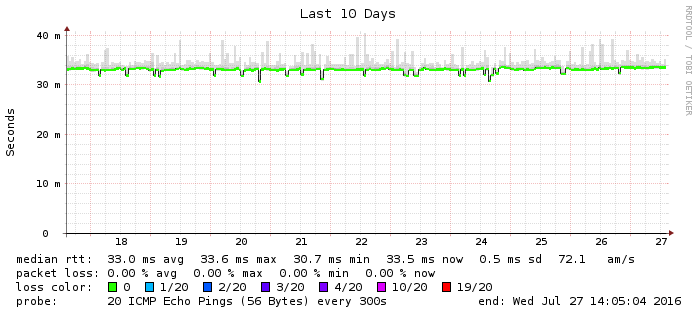 Last 10 Days
RRDTOOL / TOBI OETIKER
Seconds
40 m
30 m
20 m
10 m
0
18 19 20 21 22 23 24 25 26 27
median rtt: 33.0 ms avg 33.6 ms max 30.7 ms min 33.5 ms now 0.5 ms sd 72.1 am/s
packet loss: 0.00 % avg 0.00 % max 0.00 % min 0.00 % now
loss color: 0 1/20 2/20 3/20 4/20 10/20 19/20
probe: 20 ICMP Echo Pings (56 Bytes) every 300s end: Wed Jul 27 14:05:04 2016